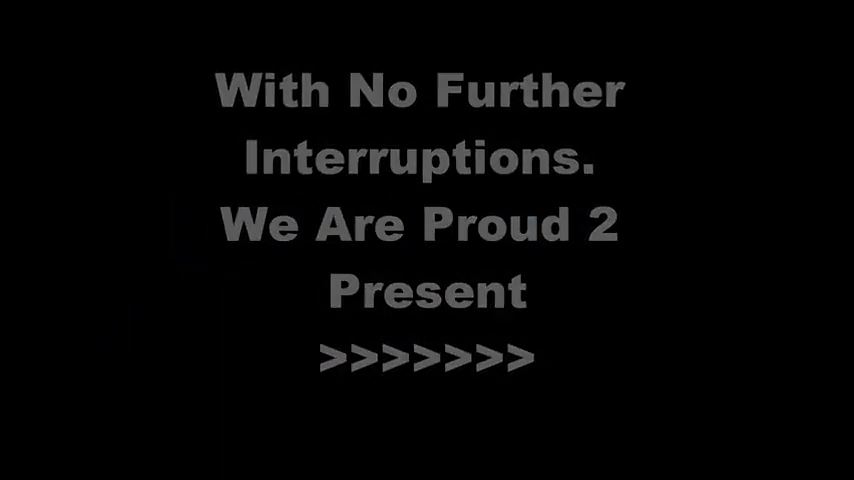 With No Further
Interruptions.
We Are Proud 2
Present
>>>>>>>